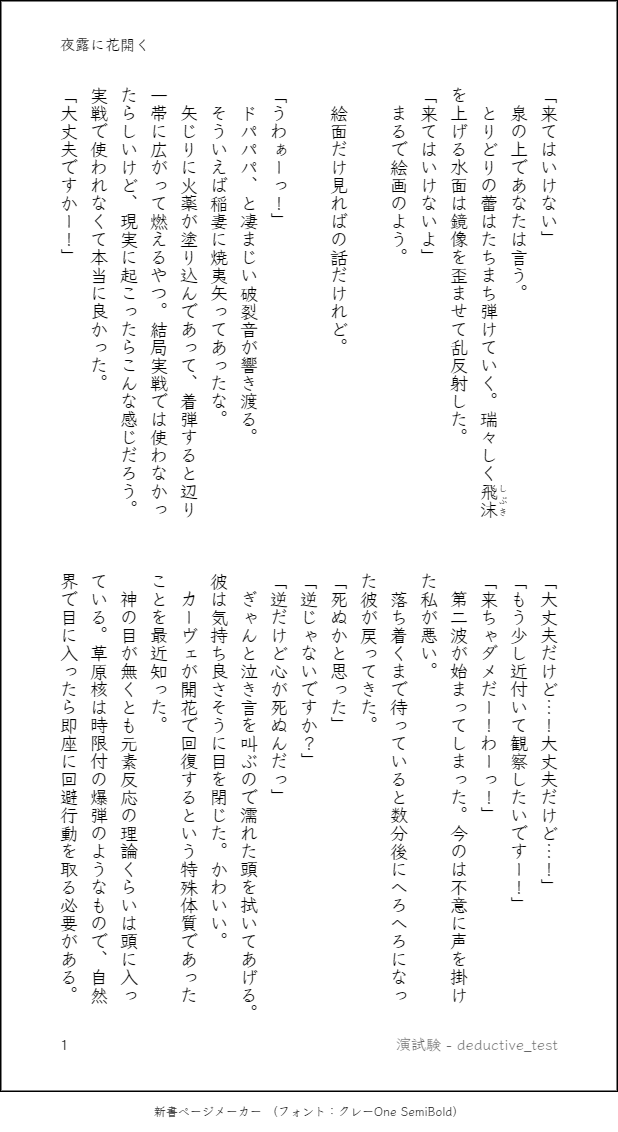 夜露に花開く
「来てはいけない」
泉の上であなたは言う。
とりどりの蕾はたちまち弾けていく。瑞々しく飛沫
しぶき
を上げる水面は鏡像を歪ませて乱反射した。
「来てはいけないよ」
まるで絵画のよう。
絵面だけ見ればの話だけれど。
「うわぁーっ！」
ドパパパ、と凄まじい破裂音が響き渡る。
そういえば稲妻に焼夷矢ってあったな。
矢じりに火薬が塗り込んであって、着弾すると辺り
一帯に広がって燃えるやつ。結局実戦では使わなかっ
たらしいけど、現実に起こったらこんな感じだろう。
実戦で使われなくて本当に良かった。
「大丈夫ですかー！」
「大丈夫だけど…！大丈夫だけど…！」
「もう少し近付いて観察したいですー！」
「来ちゃダメだー！わーっ！」
第二波が始まってしまった。今のは不意に声を掛け
た私が悪い。
落ち着くまで待っていると数分後にへろへろになっ
た彼が戻ってきた。
「死ぬかと思った」
「逆じゃないですか？」
「逆だけど心が死ぬんだっ」
ぎゃんと泣き言を叫ぶので濡れた頭を拭いてあげる。
彼は気持ち良さそうに目を閉じた。かわいい。
カーヴェが開花で回復するという特殊体質であった
ことを最近知った。
神の目が無くとも元素反応の理論くらいは頭に入っ
ている。草原核は時限付の爆弾のようなもので、自然
界で目に入ったら即座に回避行動を取る必要がある。
1
演試験 - deductive_test
新書ページメーカー （フォント：クレーOne SemiBold）